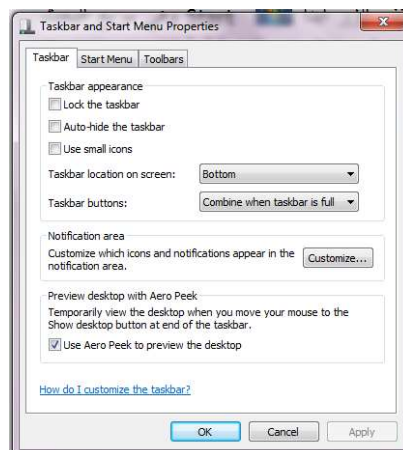 Taskbar and Start Menu Properties
Taskbar Start Menu Toolbars
Taskbar appearance
Lock the taskbar
Auto-hide the taskbar
Use small icons
Taskbar location on screen: Bottom
Taskbar buttons: Combine when taskbar is full
Notification area
Customize which icons and notifications appear in the
notification area.
Customize...
Preview desktop with Aero Peek
Temporarily view the desktop when you move your mouse to the
Show desktop button at end of the taskbar.
Use Aero Peek to preview the desktop
How do I customize the taskbar?
OK Cancel Apply